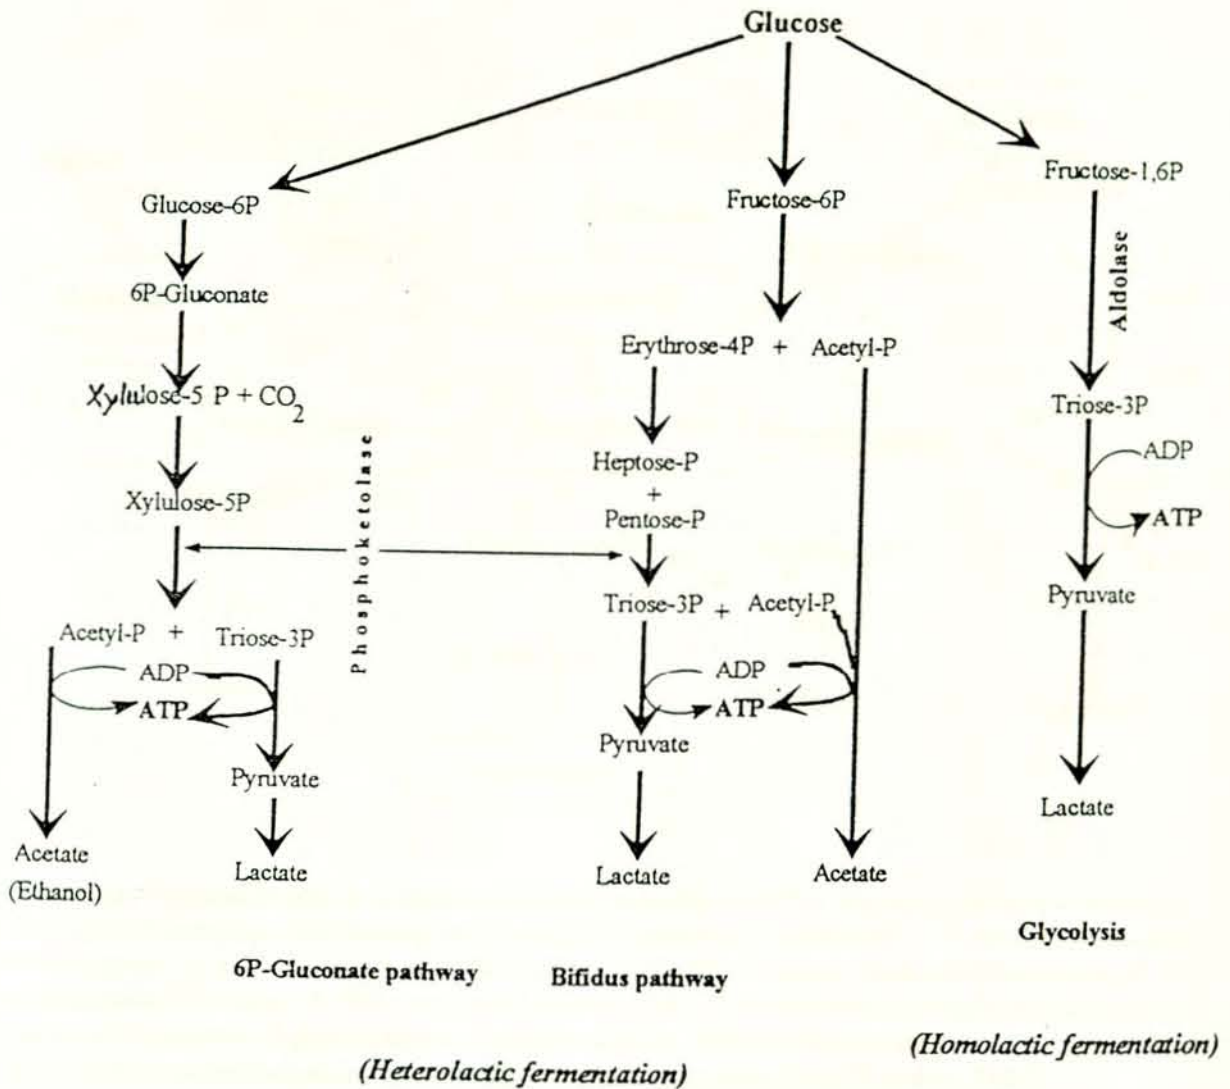 Glucose
Glucose-6P
6P-Gluconate
Xylulose-5 P + CO2
Xylulose-5P
Acetyl-P + Triose-3P
ADP
ATP
Pyruvate
Acetate
(Ethanol)
Lactate
6P-Gluconate pathway
Phosphoketolase
Fructose-6P
Erythrose-4P + Acetyl-P
Heptose-P
+
Pentose-P
Triose-3P + Acetyl-P
ADP
ATP
Pyruvate
Lactate
Acetate
Bifidus pathway
(Heterolactic fermentation)
Fructose-1,6P
Aldolase
Triose-3P
ADP
ATP
Pyruvate
Lactate
Glycolysis
(Homolactic fermentation)